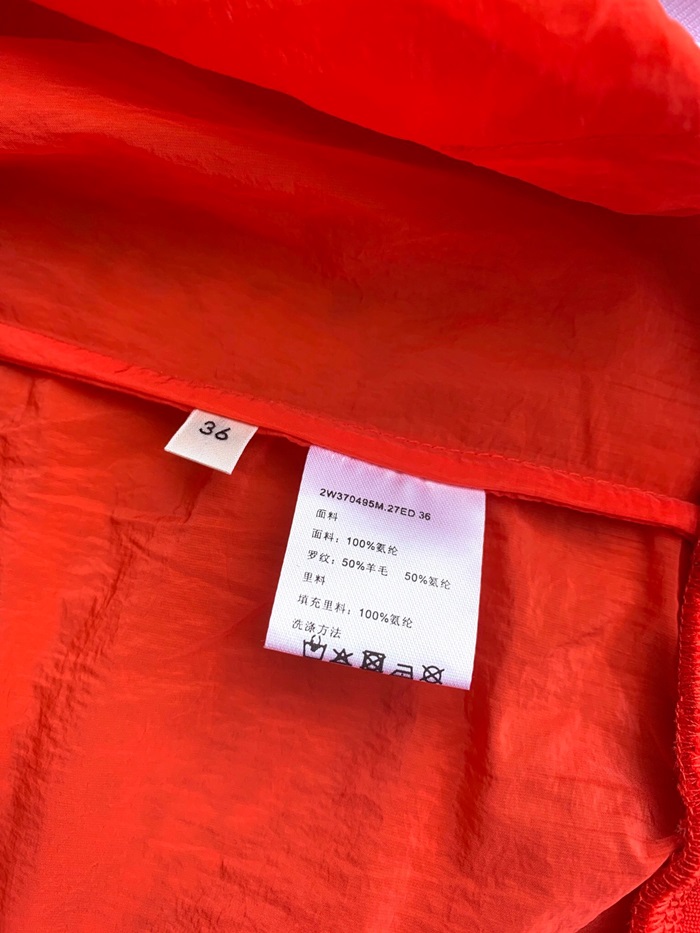 36
2W370495M.27ED 36
面料
面料：100%氨纶
罗纹：50%羊毛 50%氨纶
里料
填充里料：100%氨纶
洗涤方法